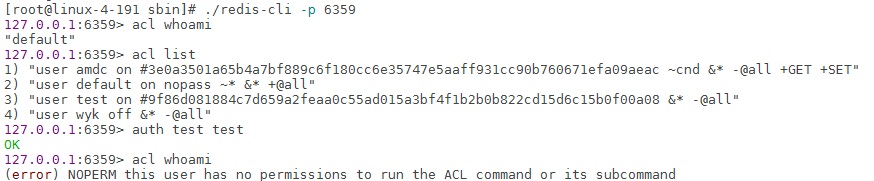 [root@linux-4-191 sbin]# ./redis-cli -p 6359
127.0.0.1:6359> acl whoami
"default"
127.0.0.1:6359> acl list
1) "user amdc on #3e0a3501a65b4a7bf889c6f180cc6e35747e5aaff931cc90b760671efa09aeac ~cnd &* -@all +GET +SET"
2) "user default on nopass ~* &* +@all"
3) "user test on #9f86d081884c7d659a2feaa0c55ad015a3bf4f1b2b0b822cd15d6c15b0f00a08 &* -@all"
4) "user wyk off &* -@all"
127.0.0.1:6359> auth test test
OK
127.0.0.1:6359> acl whoami
(error) NOPERM this user has no permissions to run the ACL command or its subcommand